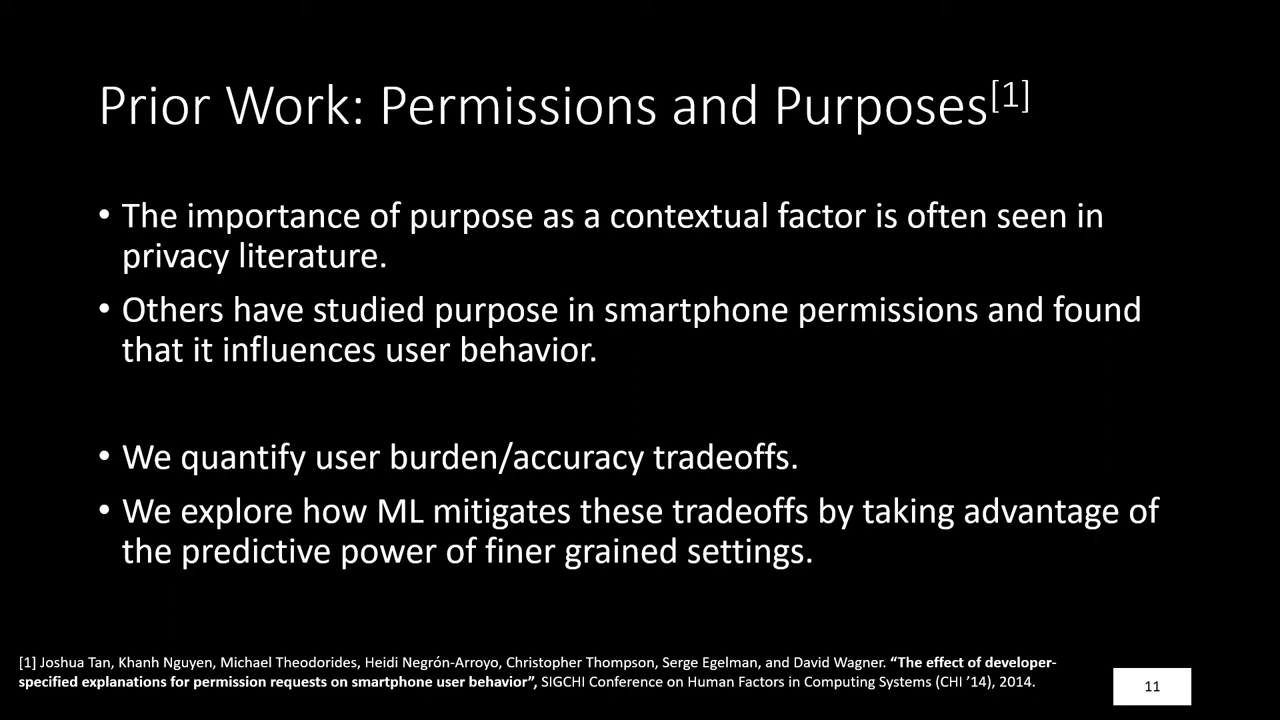 Prior Work: Permissions and Purposes[1]
• The importance of purpose as a contextual factor is often seen in
privacy literature.
• Others have studied purpose in smartphone permissions and found
that it influences user behavior.
• We quantify user burden/accuracy tradeoffs.
• We explore how ML mitigates these tradeoffs by taking advantage of
the predictive power of finer grained settings.
[1] Joshua Tan, Khanh Nguyen, Michael Theodorides, Heidi Negrón-Arroyo, Christopher Thompson, Serge Egelman, and David Wagner. “The effect of developer-
specified explanations for permission requests on smartphone user behavior”, SIGCHI Conference on Human Factors in Computing Systems (CHI ’14), 2014.
11